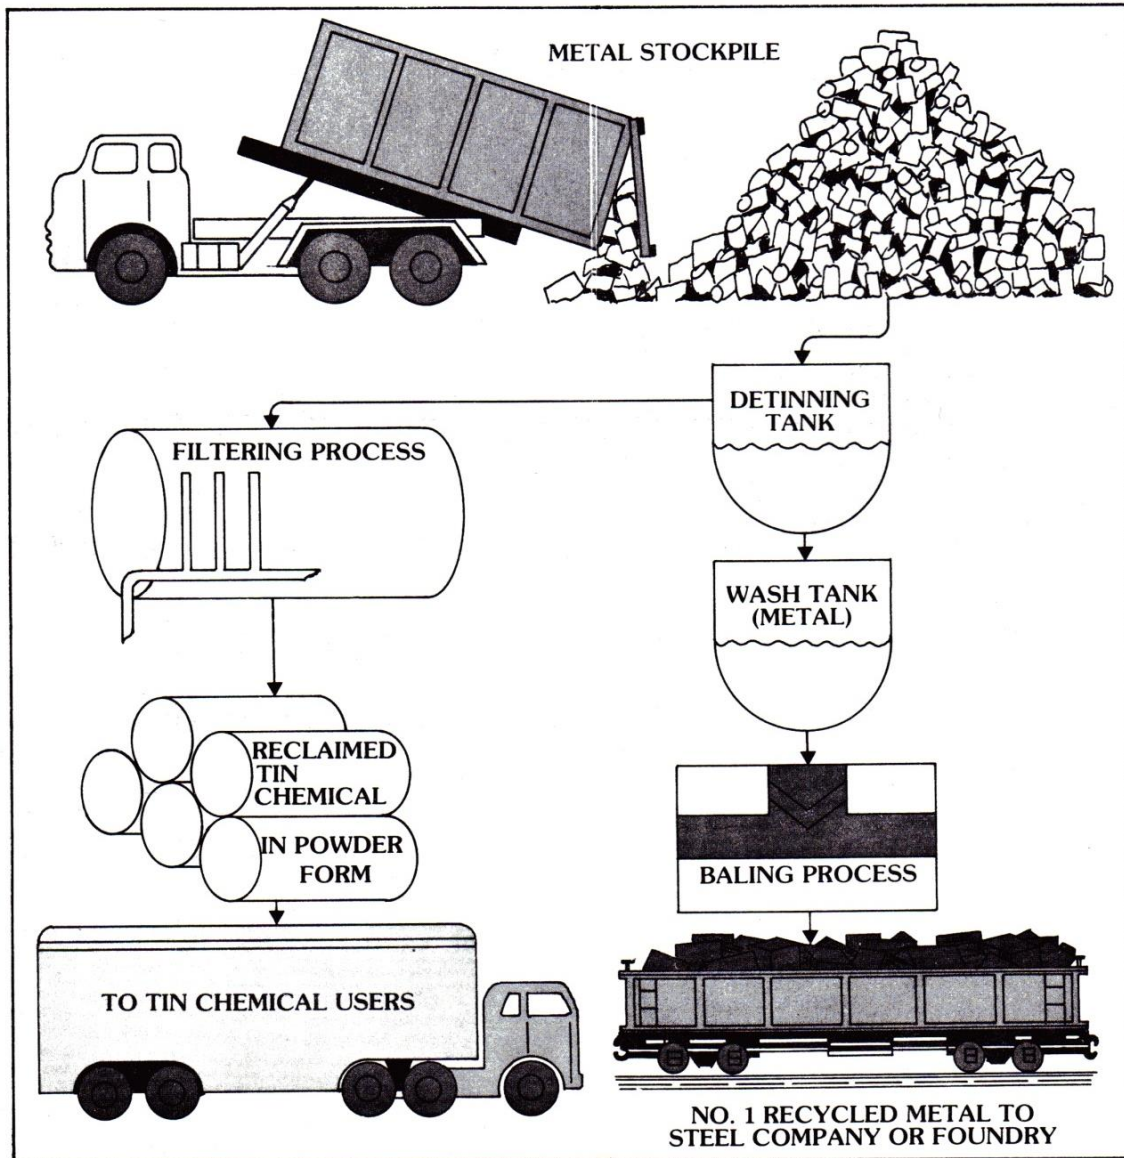 METAL STOCKPILE
DETINNING
TANK
FILTERING PROCESS
WASH TANK
(METAL)
RECLAIMED
TIN
CHEMICAL
IN POWDER
FORM
BALING PROCESS
TO TIN CHEMICAL USERS
NO. 1 RECYCLED METAL TO
STEEL COMPANY OR FOUNDRY